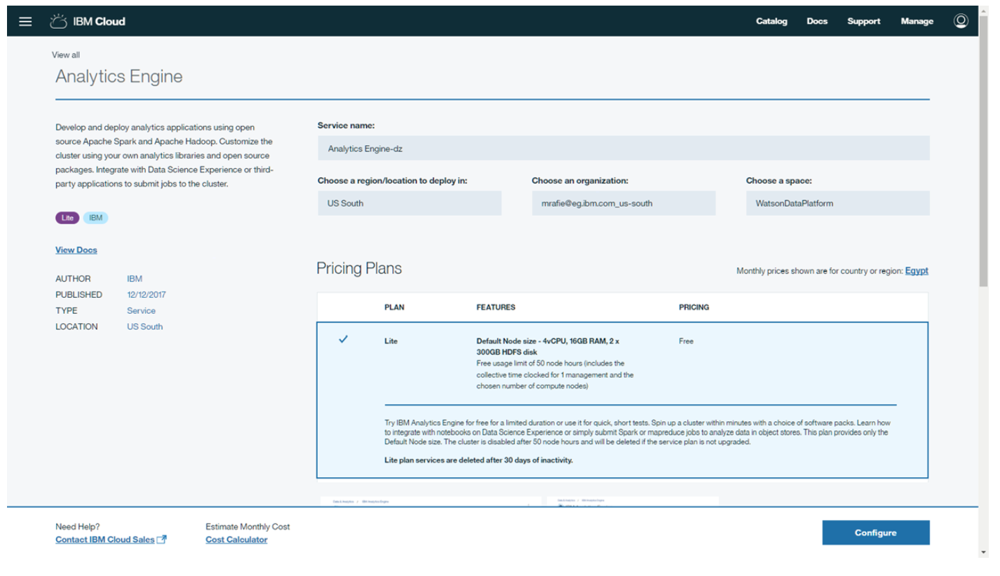 IBM Cloud
Catalog Docs Support Manage
View all
Analytics Engine
Develop and deploy analytics applications using open
source Apache Spark and Apache Hadoop. Customize the
cluster using your own analytics libraries and open source
packages. Integrate with Data Science Experience or third-
party applications to submit jobs to the cluster.
Lite IBM
View Docs
AUTHOR IBM
PUBLISHED 12/12/2017
TYPE Service
LOCATION US South
Service name:
Analytics Engine-dz
Choose a region/location to deploy in: Choose an organization: Choose a space:
US South mrafie@eg.ibm.com_us-south WatsonDataPlatform
Pricing Plans
Monthly prices shown are for country or region: Egypt
PLAN FEATURES PRICING
Lite Default Node size - 4vCPU, 16GB RAM, 2 x Free
300GB HDFS disk
Free usage limit of 50 node hours (includes the
collective time clocked for 1 management and the
chosen number of compute nodes)
Try IBM Analytics Engine for free for a limited duration or use it for quick, short tests. Spin up a cluster within minutes with a choice of software packs. Learn how
to integrate with notebooks on Data Science Experience or simply submit Spark or mapreduce jobs to analyze data in object stores. This plan provides only the
Default Node size. The cluster is disabled after 50 node hours and will be deleted if the service plan is not upgraded.
Lite plan services are deleted after 30 days of inactivity.
Data & Analytics / IBM Analytics Engine
Need Help? Estimate Monthly Cost
Contact IBM Cloud Sales Cost Calculator
Configure